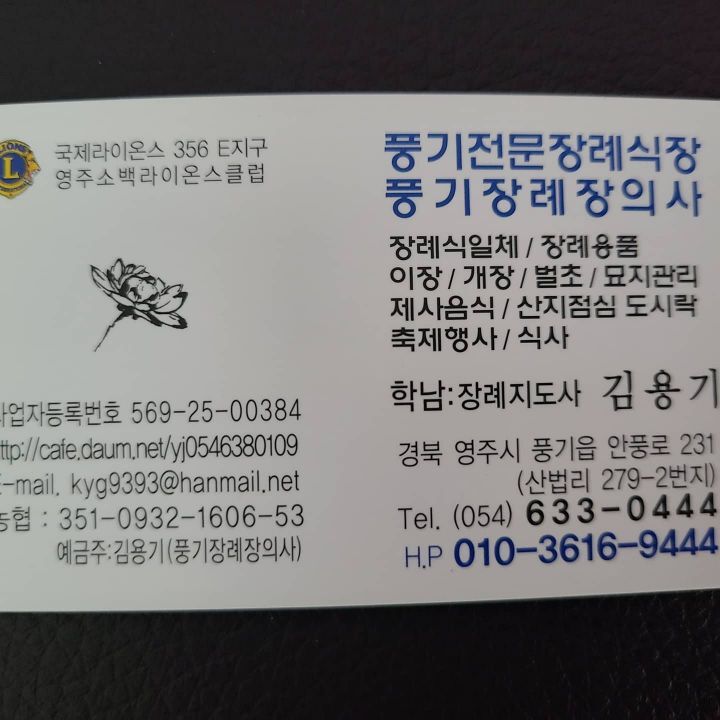 국제라이온스 356 E지구
영주소백라이온스클럽
LIONS
L
풍기전문장례식장
풍기장례장의사
장례식일체 / 장례용품
이장 / 개장 / 벌초 / 묘지관리
제사음식 / 산지점심 도시락
축제행사 / 식사
학남:장례지도사 김용기
경북 영주시 풍기읍 안풍로 231
(산법리 279-2번지)
Tel. (054) 633-0444
H.P 010-3616-9444
사업자등록번호 569-25-00384
http://cafe.daum.net/yj0546380109
E-mail. kyg9393@hanmail.net
농협 : 351-0932-1606-53
예금주:김용기(풍기장례장의사)